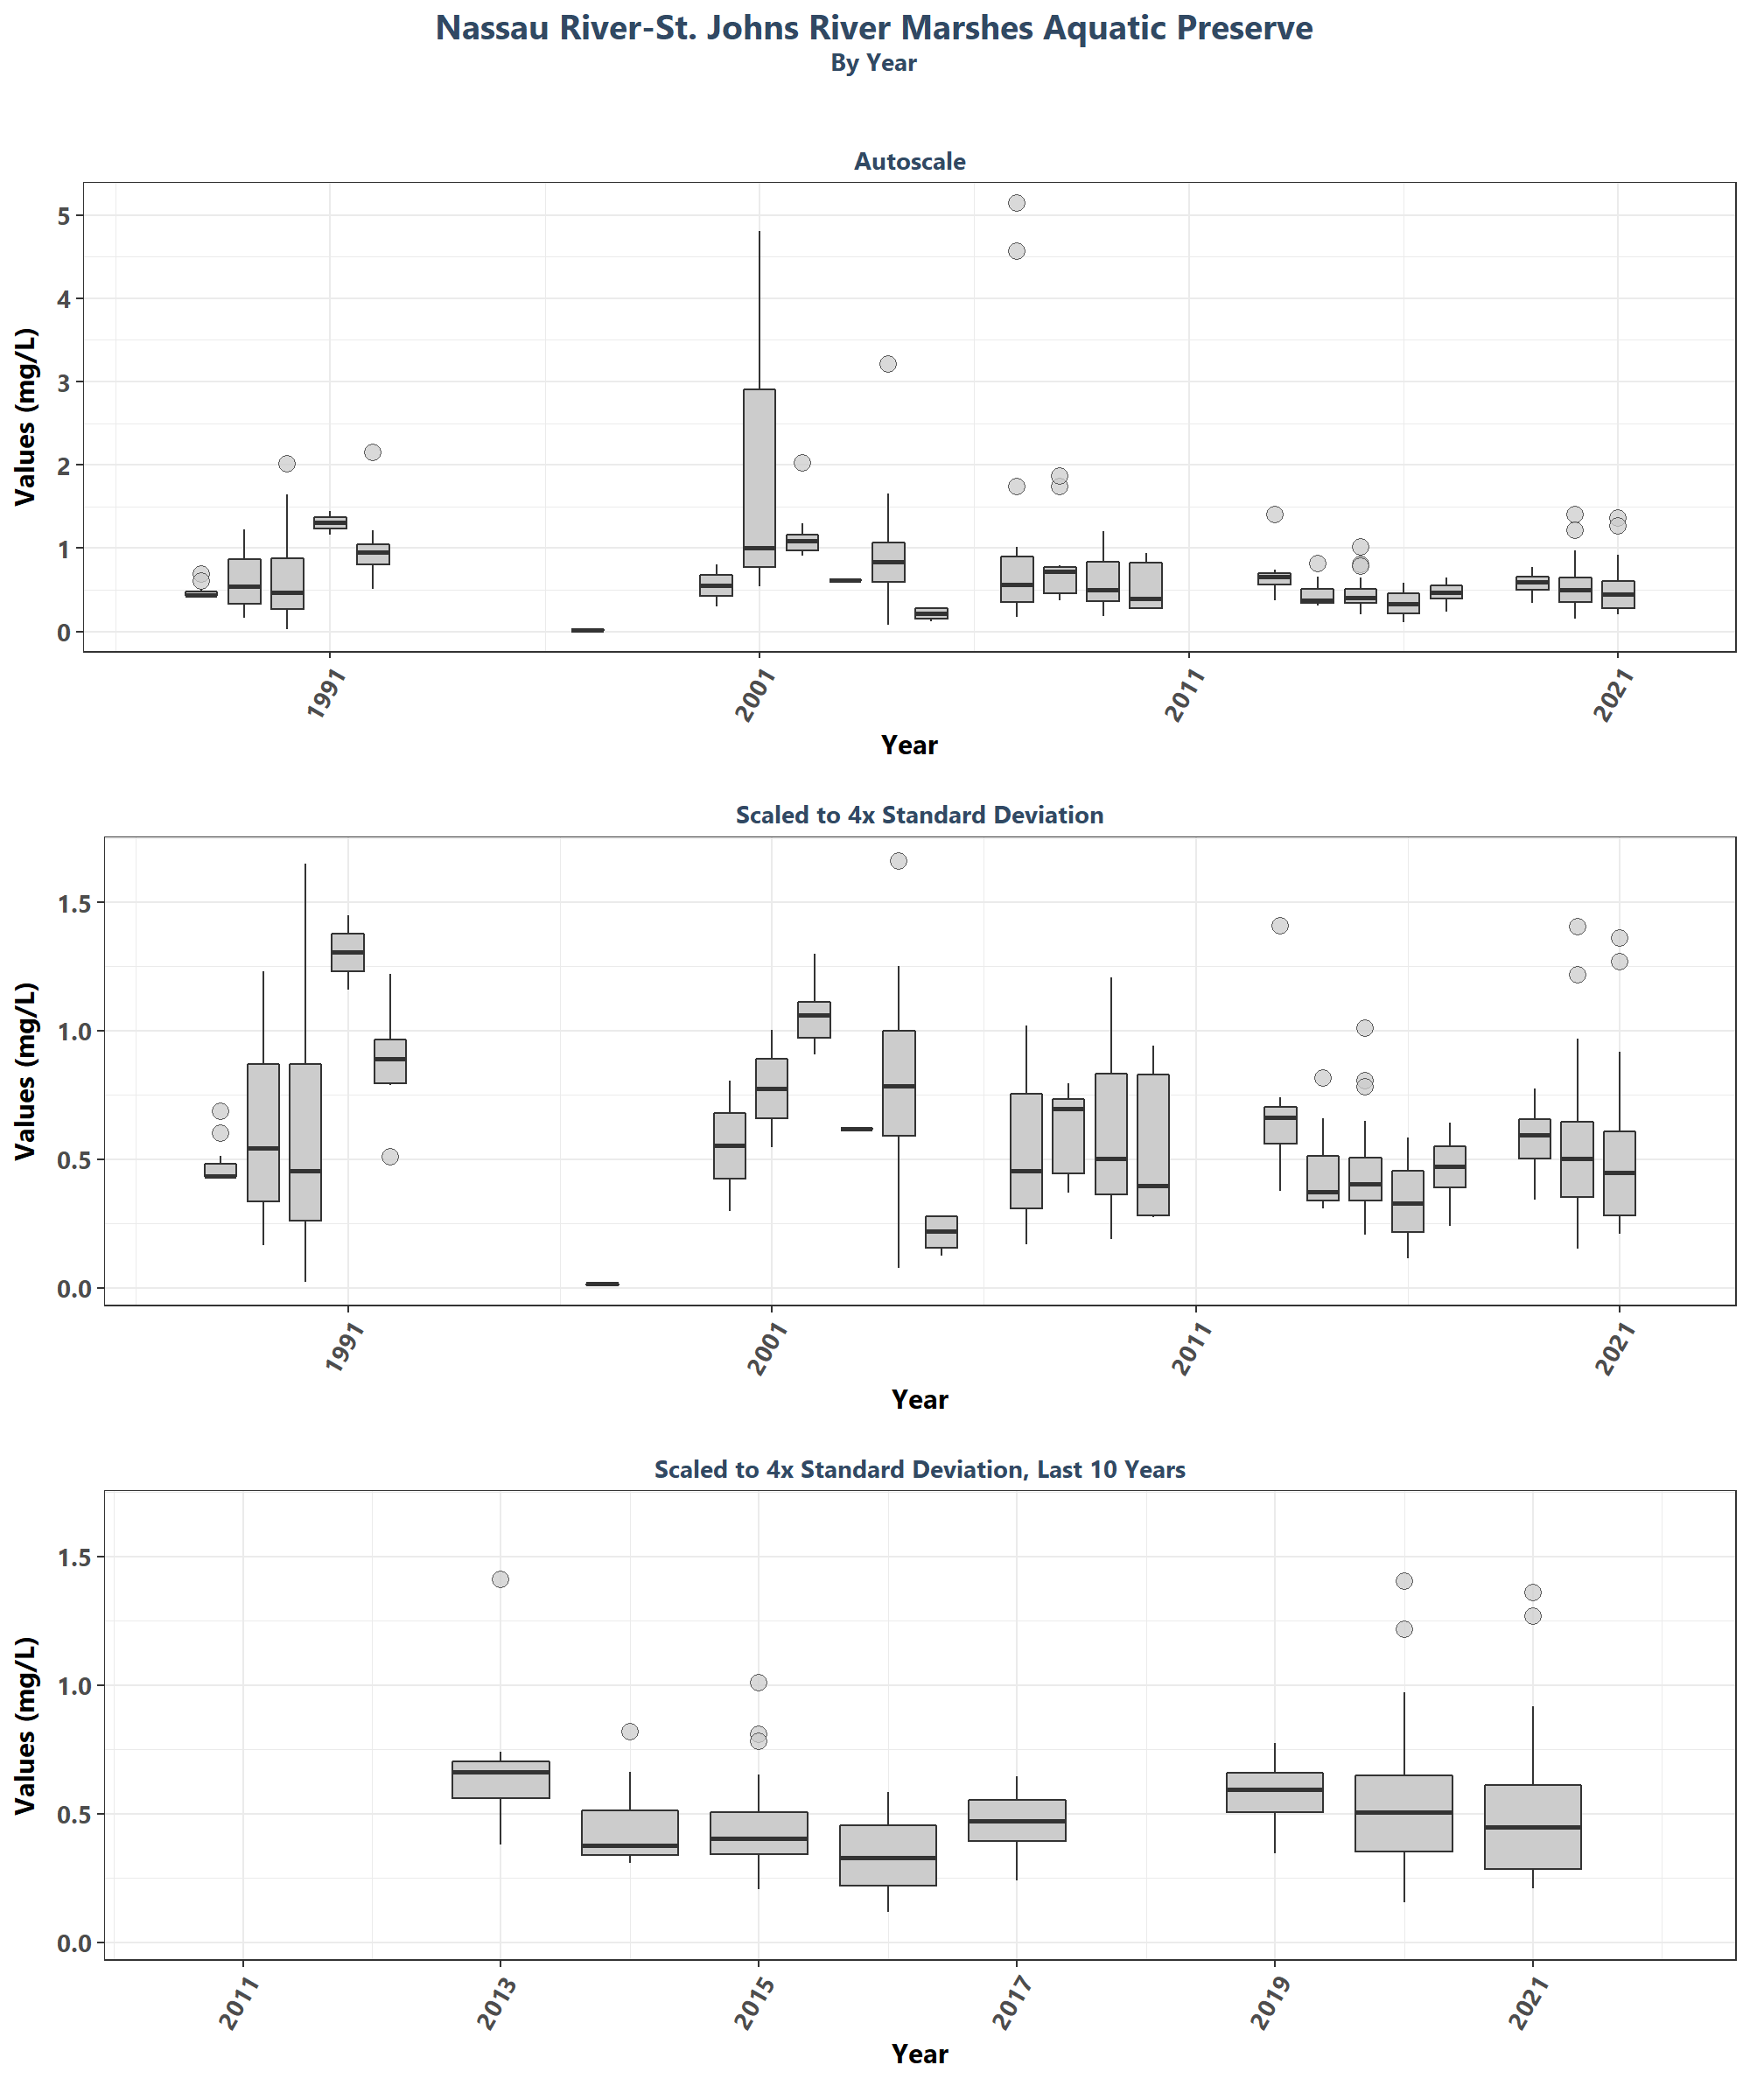 Nassau River-St. Johns River Marshes Aquatic Preserve
By Year
Autoscale
Values (mg/L)
5
4
3
2
1
0
1991
2001
2011
2021
Year
Scaled to 4x Standard Deviation
Values (mg/L)
1.5
1.0
0.5
0.0
1991
2001
2011
2021
Year
Scaled to 4x Standard Deviation, Last 10 Years
Values (mg/L)
1.5
1.0
0.5
0.0
2011
2013
2015
2017
2019
2021
Year